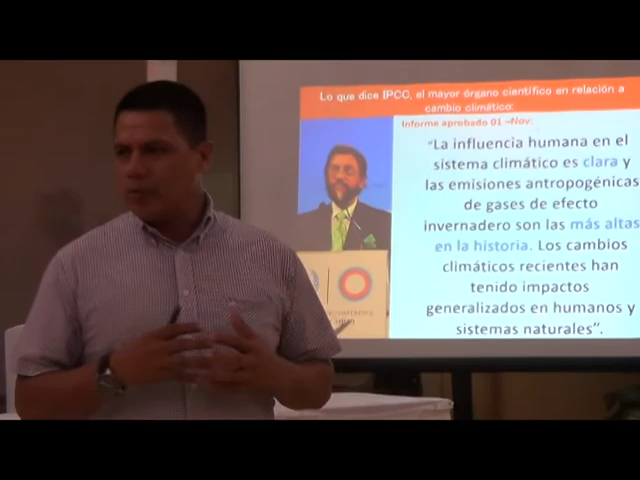 Lo que dice IPCC, el mayor órgano científico en relación a
cambio climático:
Informe aprobado 01 –Nov:
“La influencia humana en el
sistema climático es clara y
las emisiones antropogénicas
de gases de efecto
invernadero son las más altas
en la historia. Los cambios
climáticos recientes han
tenido impactos
generalizados en humanos y
sistemas naturales”.